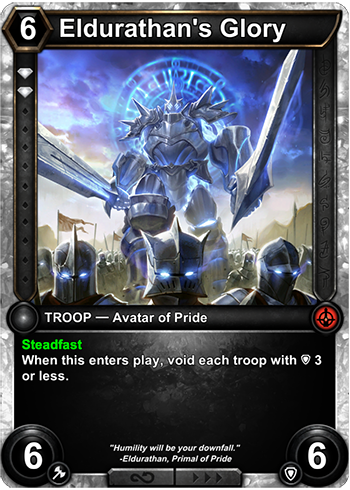 6 Eldurathan's Glory
TROOP — Avatar of Pride
Steadfast
When this enters play, void each troop with 3
or less.
"Humility will be your downfall."
-Eldurathan, Primal of Pride
6 6